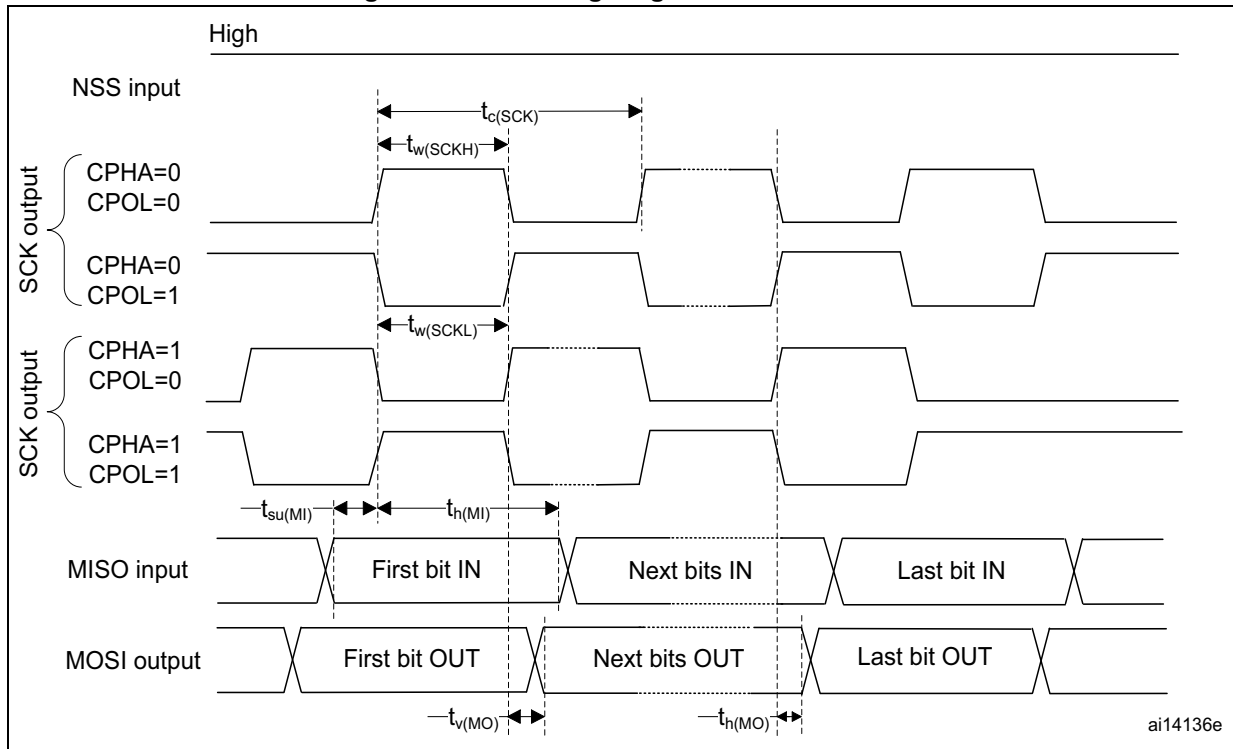 High
NSS input
tc(SCK)
tw(SCKH)
SCK output
CPHA=0
CPOL=0
CPHA=0
CPOL=1
tw(SCKL)
SCK output
CPHA=1
CPOL=0
CPHA=1
CPOL=1
tsu(MI)
th(MI)
MISO input
First bit IN
Next bits IN
Last bit IN
MOSI output
First bit OUT
Next bits OUT
Last bit OUT
tv(MO)
th(MO)
ai14136e